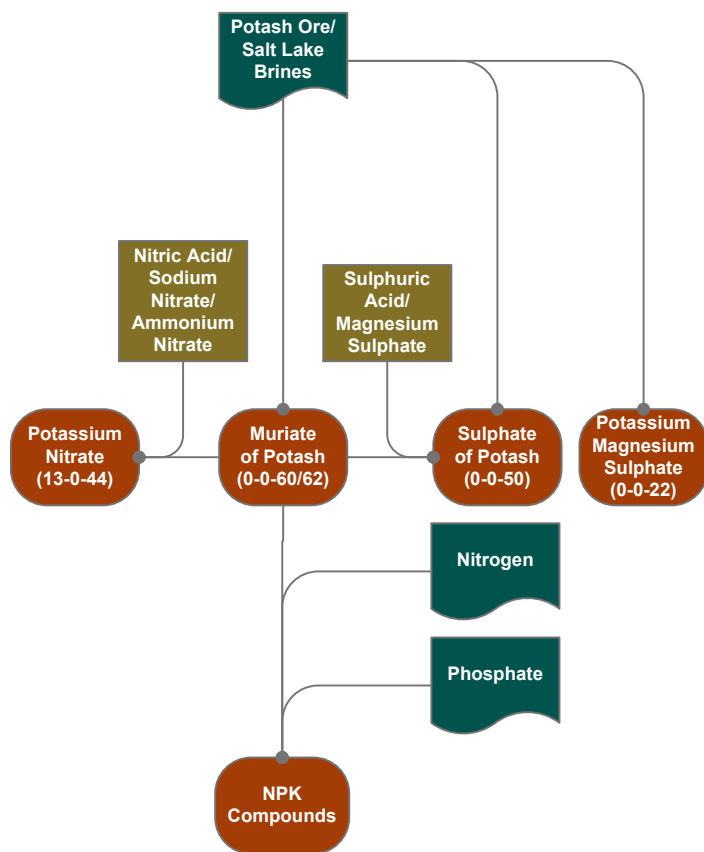 Potash Ore/
Salt Lake
Brines
Nitric Acid/
Sodium
Nitrate/
Ammonium
Nitrate
Sulphuric
Acid/
Magnesium
Sulphate
Potassium
Nitrate
(13-0-44)
Muriate
of Potash
(0-0-60/62)
Sulphate
of Potash
(0-0-50)
Potassium
Magnesium
Sulphate
(0-0-22)
Nitrogen
Phosphate
NPK
Compounds